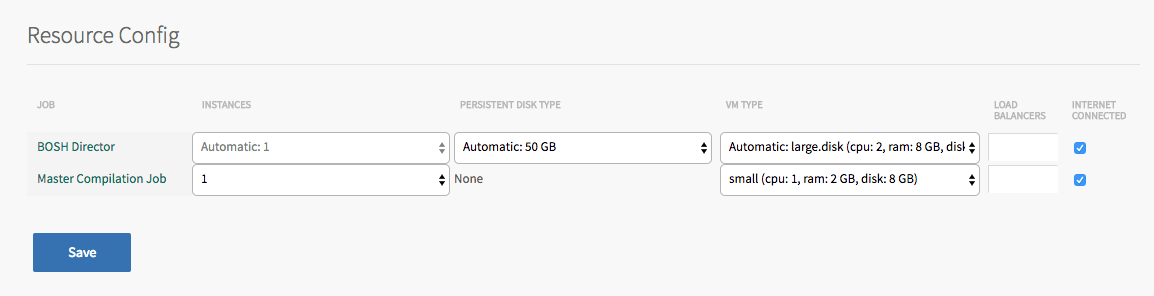 Resource Config
JOB INSTANCES PERSISTENT DISK TYPE VM TYPE LOAD BALANCERS INTERNET CONNECTED
BOSH Director Automatic: 1 Automatic: 50 GB Automatic: large.disk (cpu: 2, ram: 8 GB, disk
Master Compilation Job 1 None small (cpu: 1, ram: 2 GB, disk: 8 GB)
Save